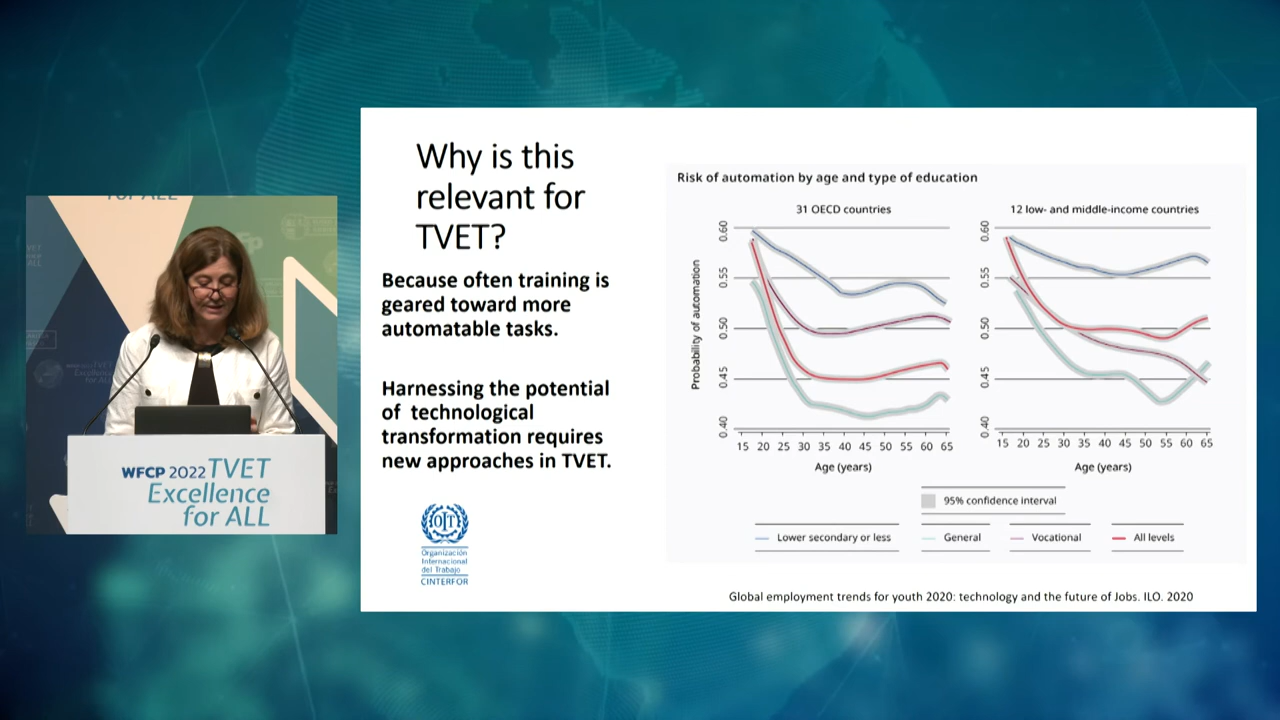 Why is this
relevant for
TVET?
Because often training is
geared toward more
automatable tasks.
Harnessing the potential
of technological
transformation requires
new approaches in TVET.
OIT
Organización
Internacional
del Trabajo
CINTERFOR
Risk of automation by age and type of education
31 OECD countries
12 low- and middle-income countries
Probability of automation
0.60
0.55
0.50
0.45
0.40
15 20 25 30 35 40 45 50 55 60 65
Age (years)
0.60
0.55
0.50
0.45
0.40
15 20 25 30 35 40 45 50 55 60 65
Age (years)
95% confidence interval
Lower secondary or less
General
Vocational
All levels
Global employment trends for youth 2020: technology and the future of Jobs. ILO. 2020
WFCP 2022 TVET
Excellence
for ALL